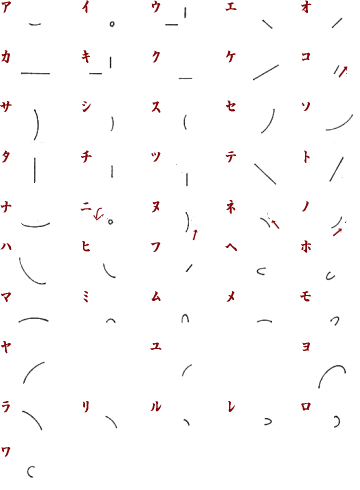 ア イ ウ エ オ
カ キ ク ケ コ
サ シ ス セ ソ
タ チ ツ テ ト
ナ ニ ヌ ネ ノ
ハ ヒ フ ヘ ホ
マ ミ ム メ モ
ヤ ユ ヨ
ラ リ ル レ ロ
ワ